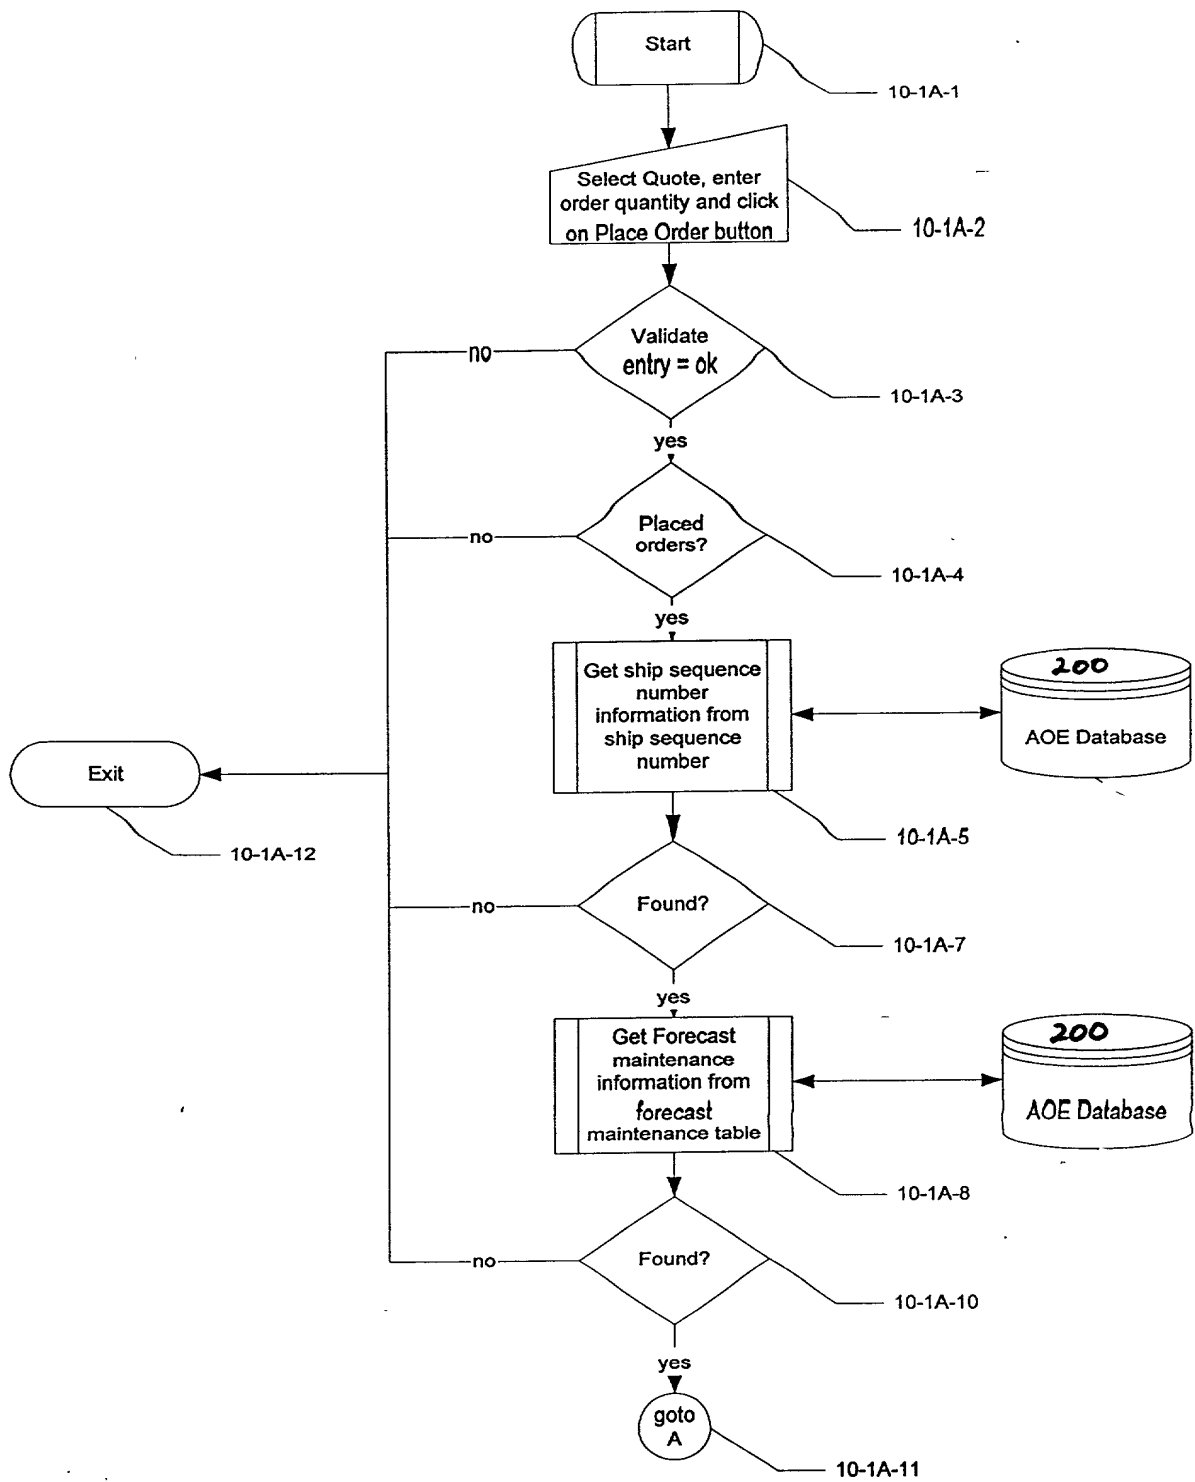 Start
10-1A-1
Select Quote, enter
order quantity and click
on Place Order button
10-1A-2
Validate
entry = ok
no
10-1A-3
yes
Placed
orders?
no
10-1A-4
yes
Get ship sequence
number
information from
ship sequence
number
200
AOE Database
Exit
10-1A-5
10-1A-12
Found?
no
10-1A-7
yes
Get Forecast
maintenance
information from
forecast
maintenance table
200
AOE Database
10-1A-8
Found?
no
10-1A-10
yes
goto
A
10-1A-11